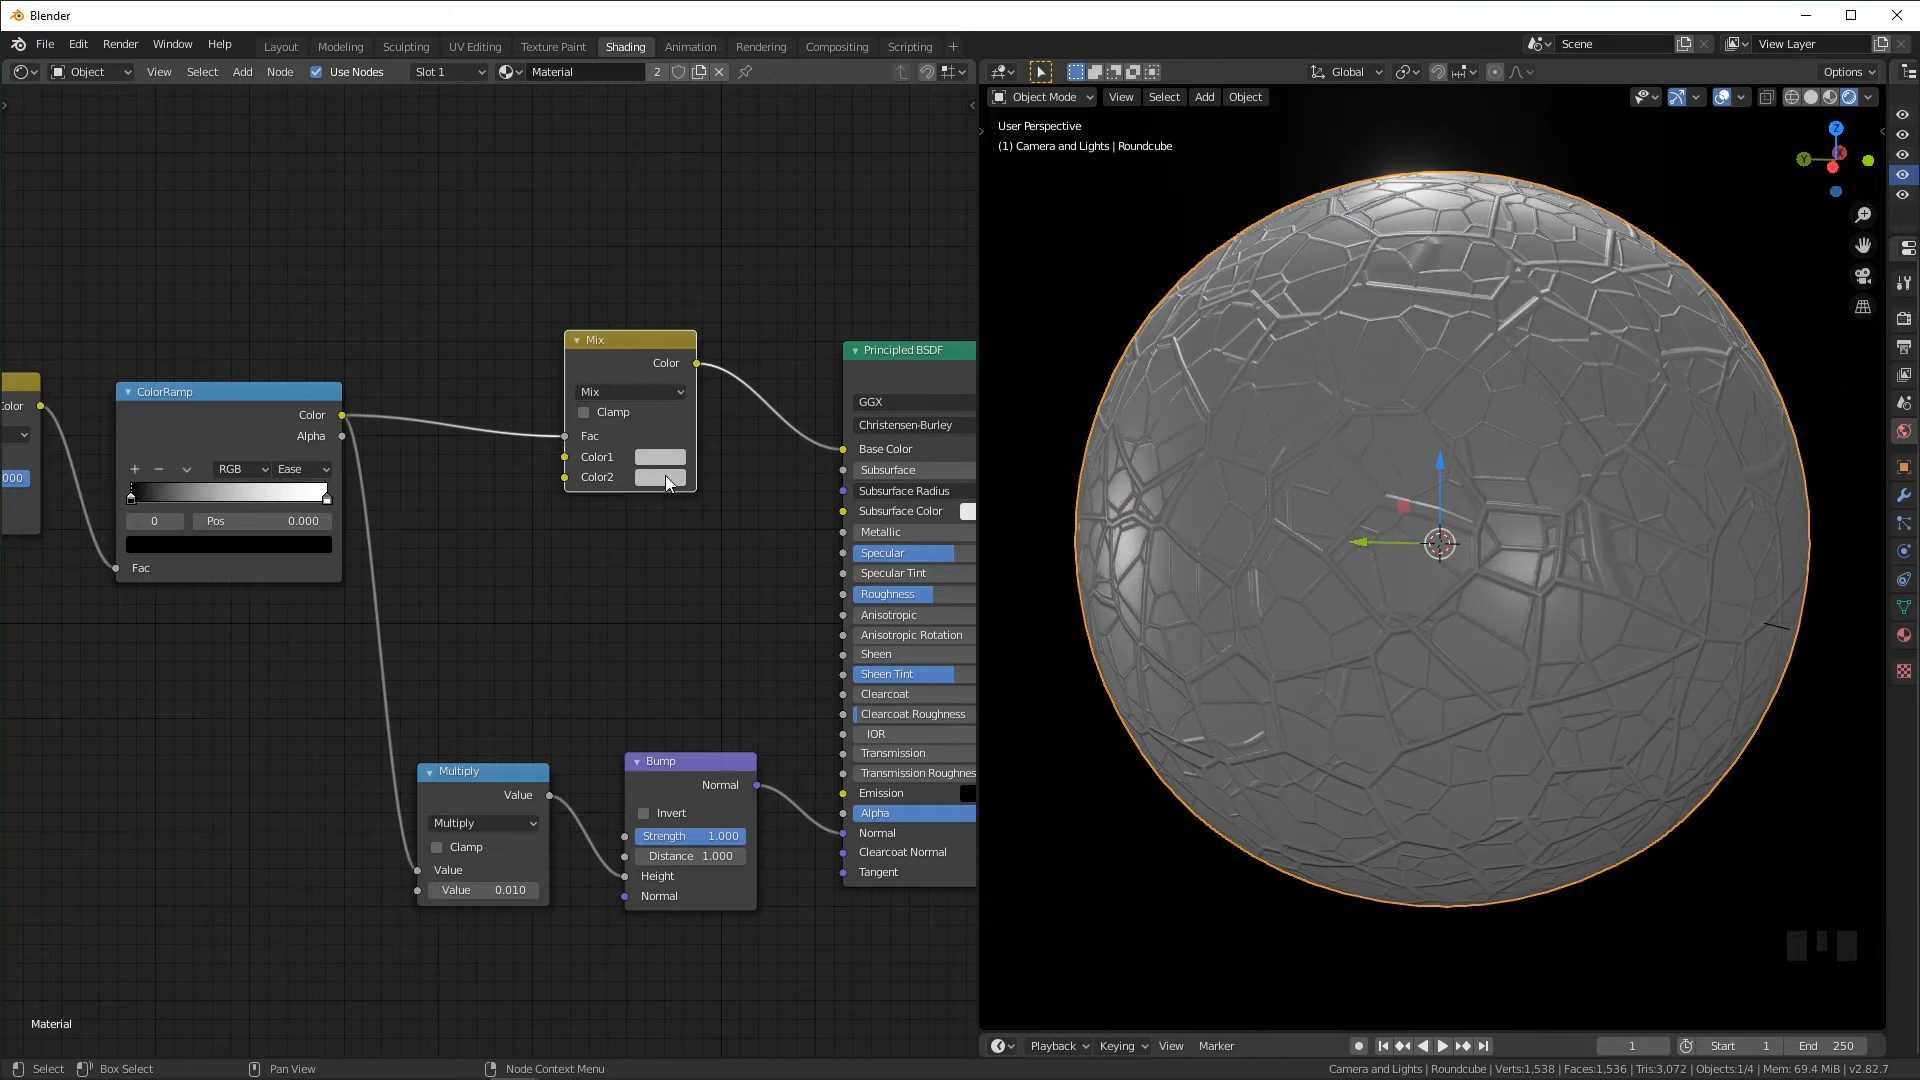 Blender
File Edit Render Window Help Layout Modeling Sculpting UV Editing Texture Paint Shading Animation Rendering Compositing Scripting + Scene View Layer
Object View Select Add Node Use Nodes Slot 1 Material 2 Global Options
Object Mode View Select Add Object
User Perspective
(1) Camera and Lights | Roundcube
Z
Y
X
Mix
Color
Mix
Clamp
Fac
Color1
Color2
Principled BSDF
GGX
Christensen-Burley
Base Color
Subsurface
Subsurface Radius
Subsurface Color
Metallic
Specular
Specular Tint
Roughness
Anisotropic
Anisotropic Rotation
Sheen
Sheen Tint
Clearcoat
Clearcoat Roughness
IOR
Transmission
Transmission Roughnes
Emission
Alpha
Normal
Clearcoat Normal
Tangent
olor
000
ColorRamp
Color
Alpha
+ − RGB Ease
0 Pos 0.000
Fac
Multiply
Value
Multiply
Clamp
Value
Value 0.010
Bump
Normal
Invert
Strength 1.000
Distance 1.000
Height
Normal
Material
Playback Keying View Marker 1 Start 1 End 250
Select Box Select Pan View Node Context Menu Camera and Lights | Roundcube | Verts:1,538 | Faces:1,536 | Tris:3,072 | Objects:1/4 | Mem: 69.4 MiB | v2.82.7